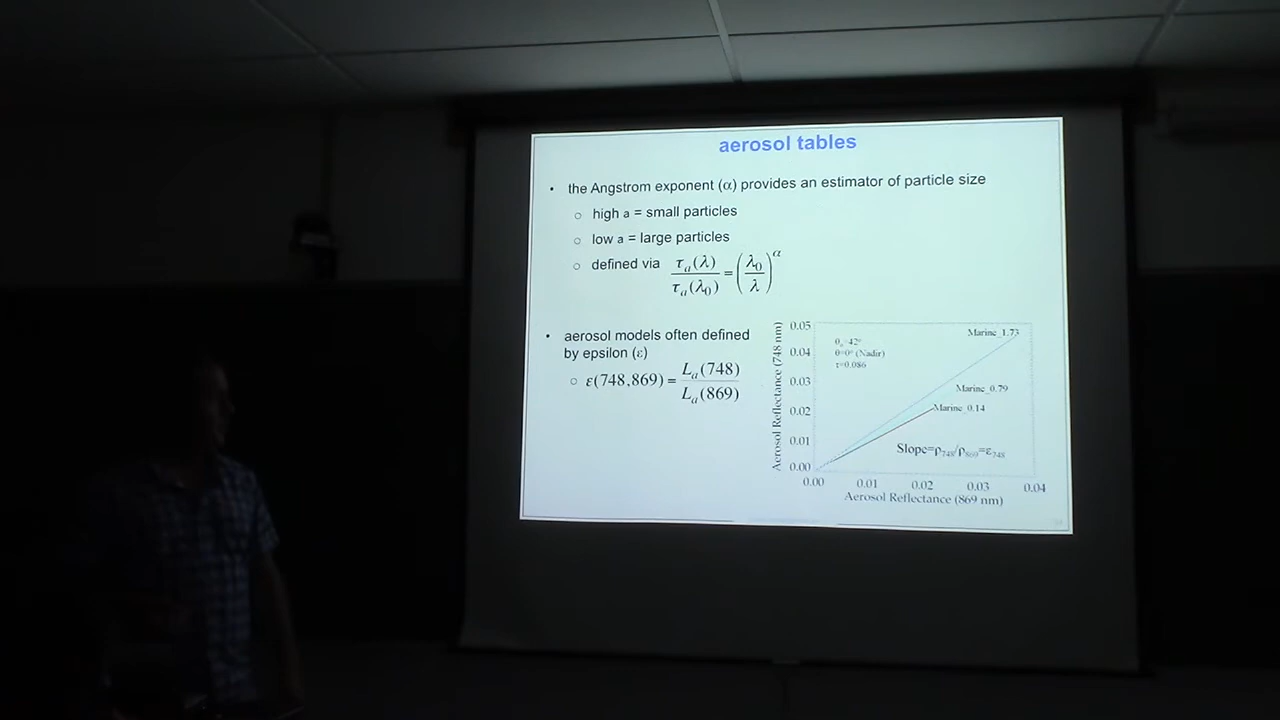 aerosol tables
• the Angstrom exponent (α) provides an estimator of particle size
○ high a = small particles
○ low a = large particles
○ defined via τa(λ) / τa(λ0) = (λ0 / λ)^α
• aerosol models often defined
by epsilon (ε)
○ ε(748,869) = La(748) / La(869)
Aerosol Reflectance (748 nm)
0.05
0.04
0.03
0.02
0.01
0.00
θo=42°
θ=0° (Nadir)
τ=0.086
Marine_1.73
Marine_0.79
Marine_0.14
Slope=ρ748/ρ869=ε748
0.00 0.01 0.02 0.03 0.04
Aerosol Reflectance (869 nm)